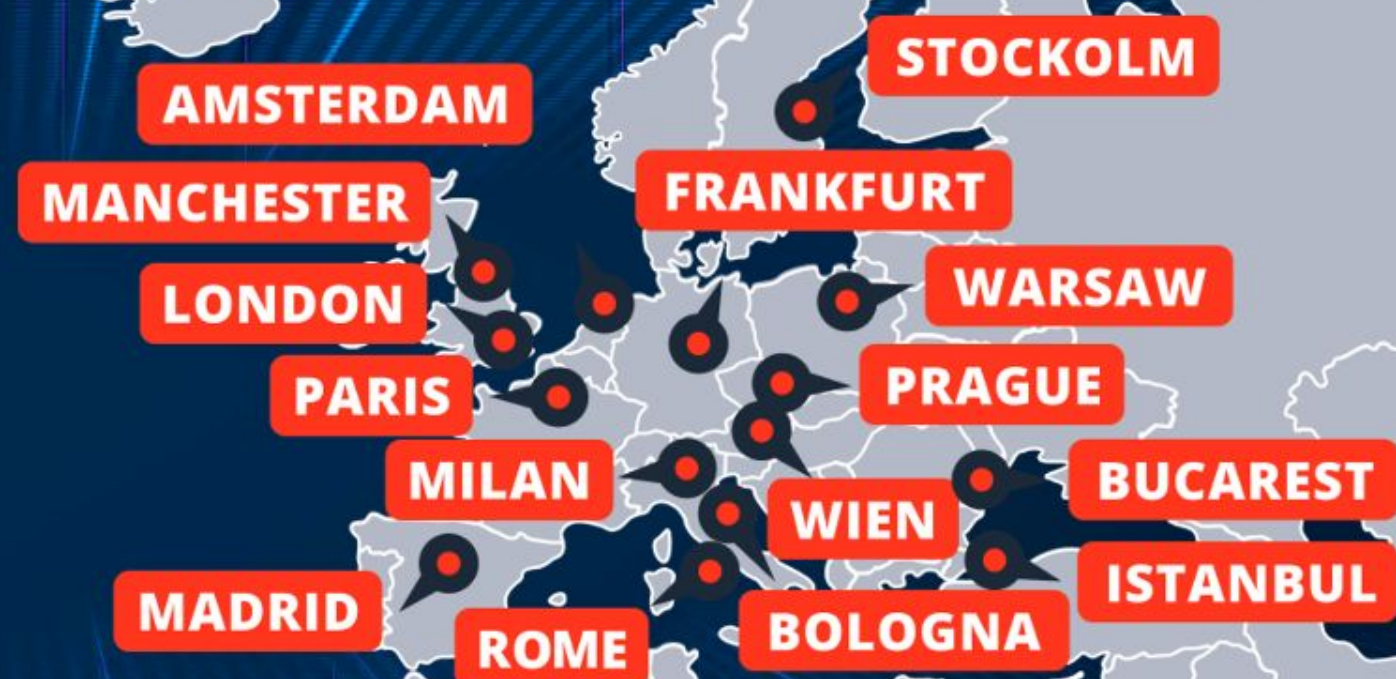 STOCKOLM
AMSTERDAM
MANCHESTER
FRANKFURT
LONDON
WARSAW
PARIS
PRAGUE
MILAN
BUCAREST
WIEN
ISTANBUL
MADRID
BOLOGNA
ROME